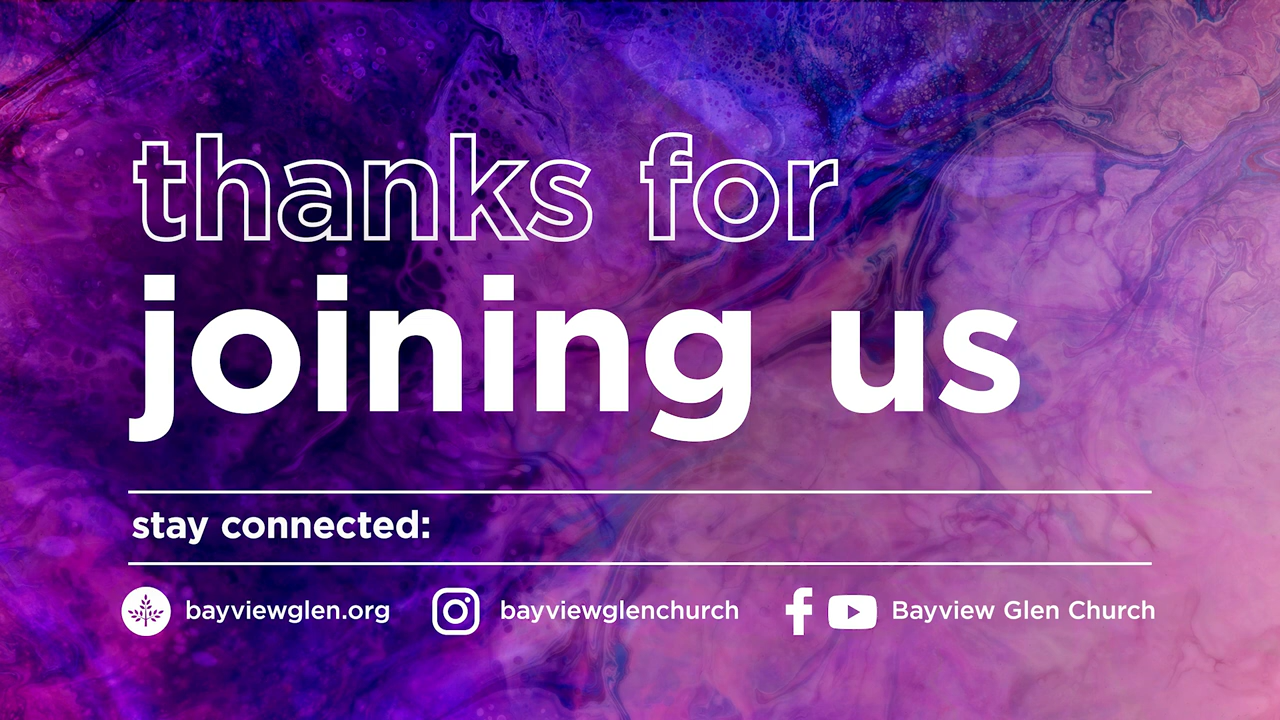 thanks for
joining us
stay connected:
bayviewglen.org bayviewglenchurch Bayview Glen Church